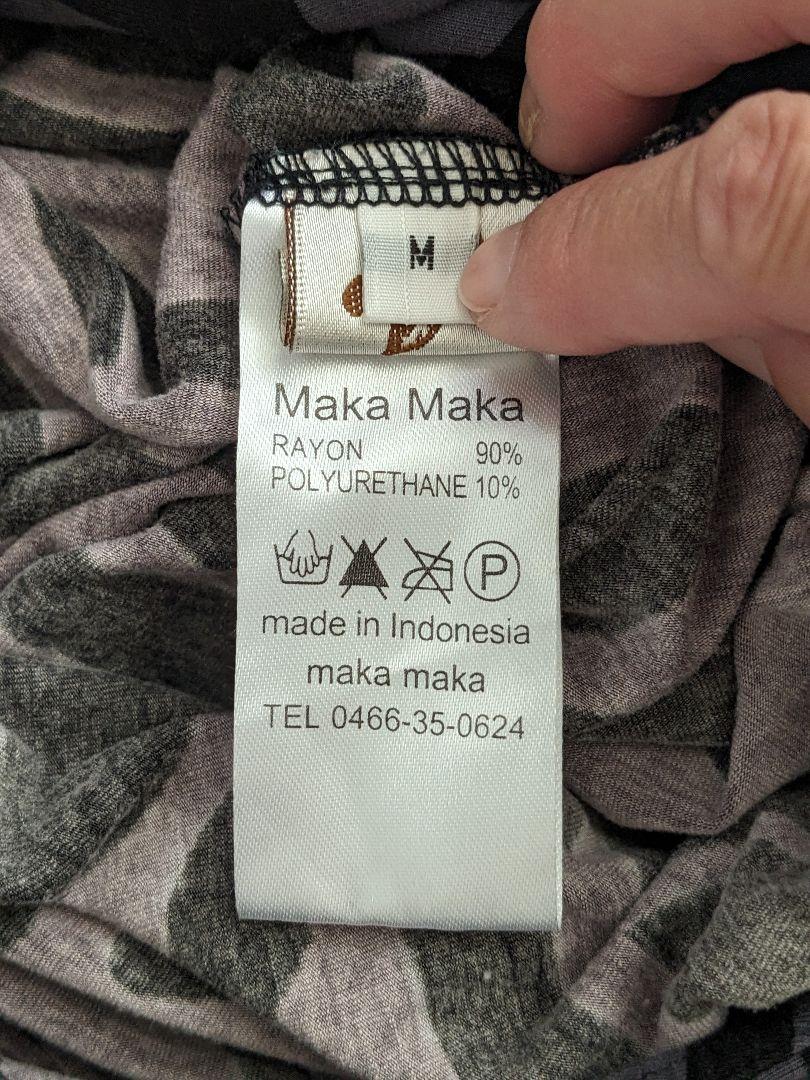 M
Maka Maka
RAYON 90%
POLYURETHANE 10%
P
made in Indonesia
maka maka
TEL 0466-35-0624